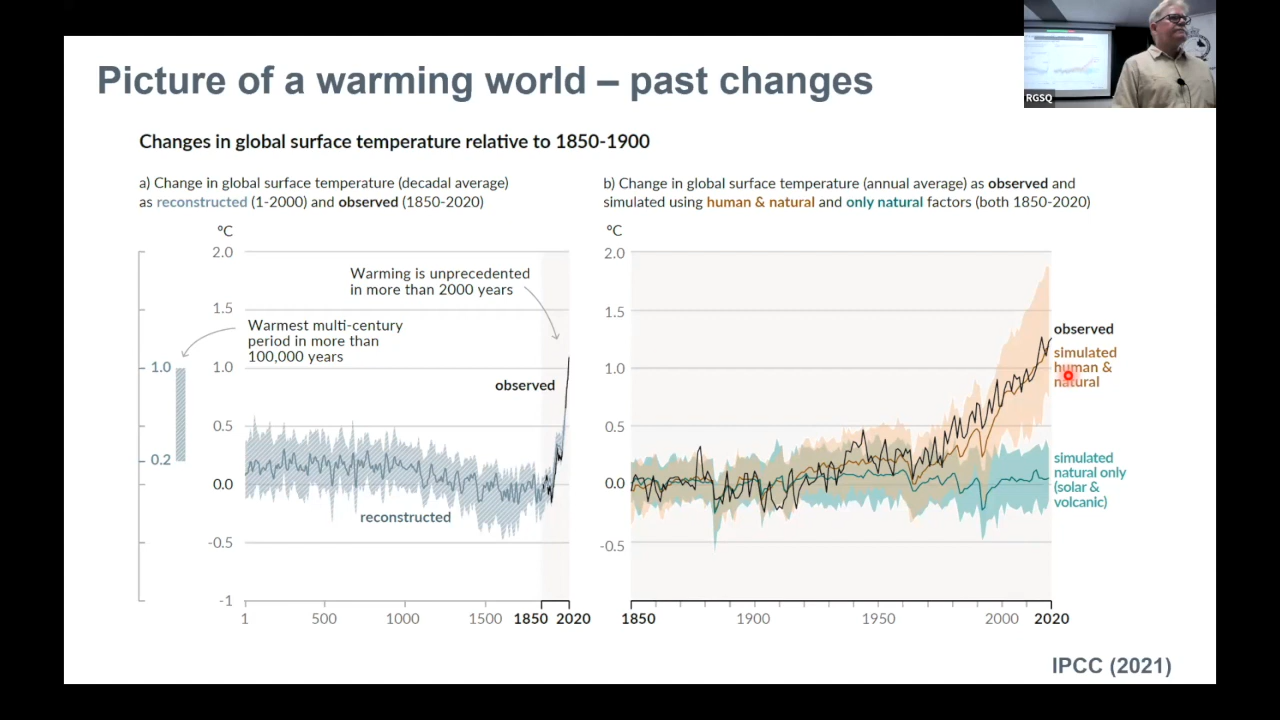 Picture of a warming world – past changes
RGSQ
Changes in global surface temperature relative to 1850-1900
a) Change in global surface temperature (decadal average)
as reconstructed (1-2000) and observed (1850-2020)
b) Change in global surface temperature (annual average) as observed and
simulated using human & natural and only natural factors (both 1850-2020)
ºC
2.0
1.5
1.0
0.5
0.0
-0.5
-1
1.0
0.2
Warming is unprecedented
in more than 2000 years
Warmest multi-century
period in more than
100,000 years
observed
reconstructed
1 500 1000 1500 1850 2020
ºC
2.0
1.5
1.0
0.5
0.0
-0.5
observed
simulated
human &
natural
simulated
natural only
(solar &
volcanic)
1850 1900 1950 2000 2020
IPCC (2021)